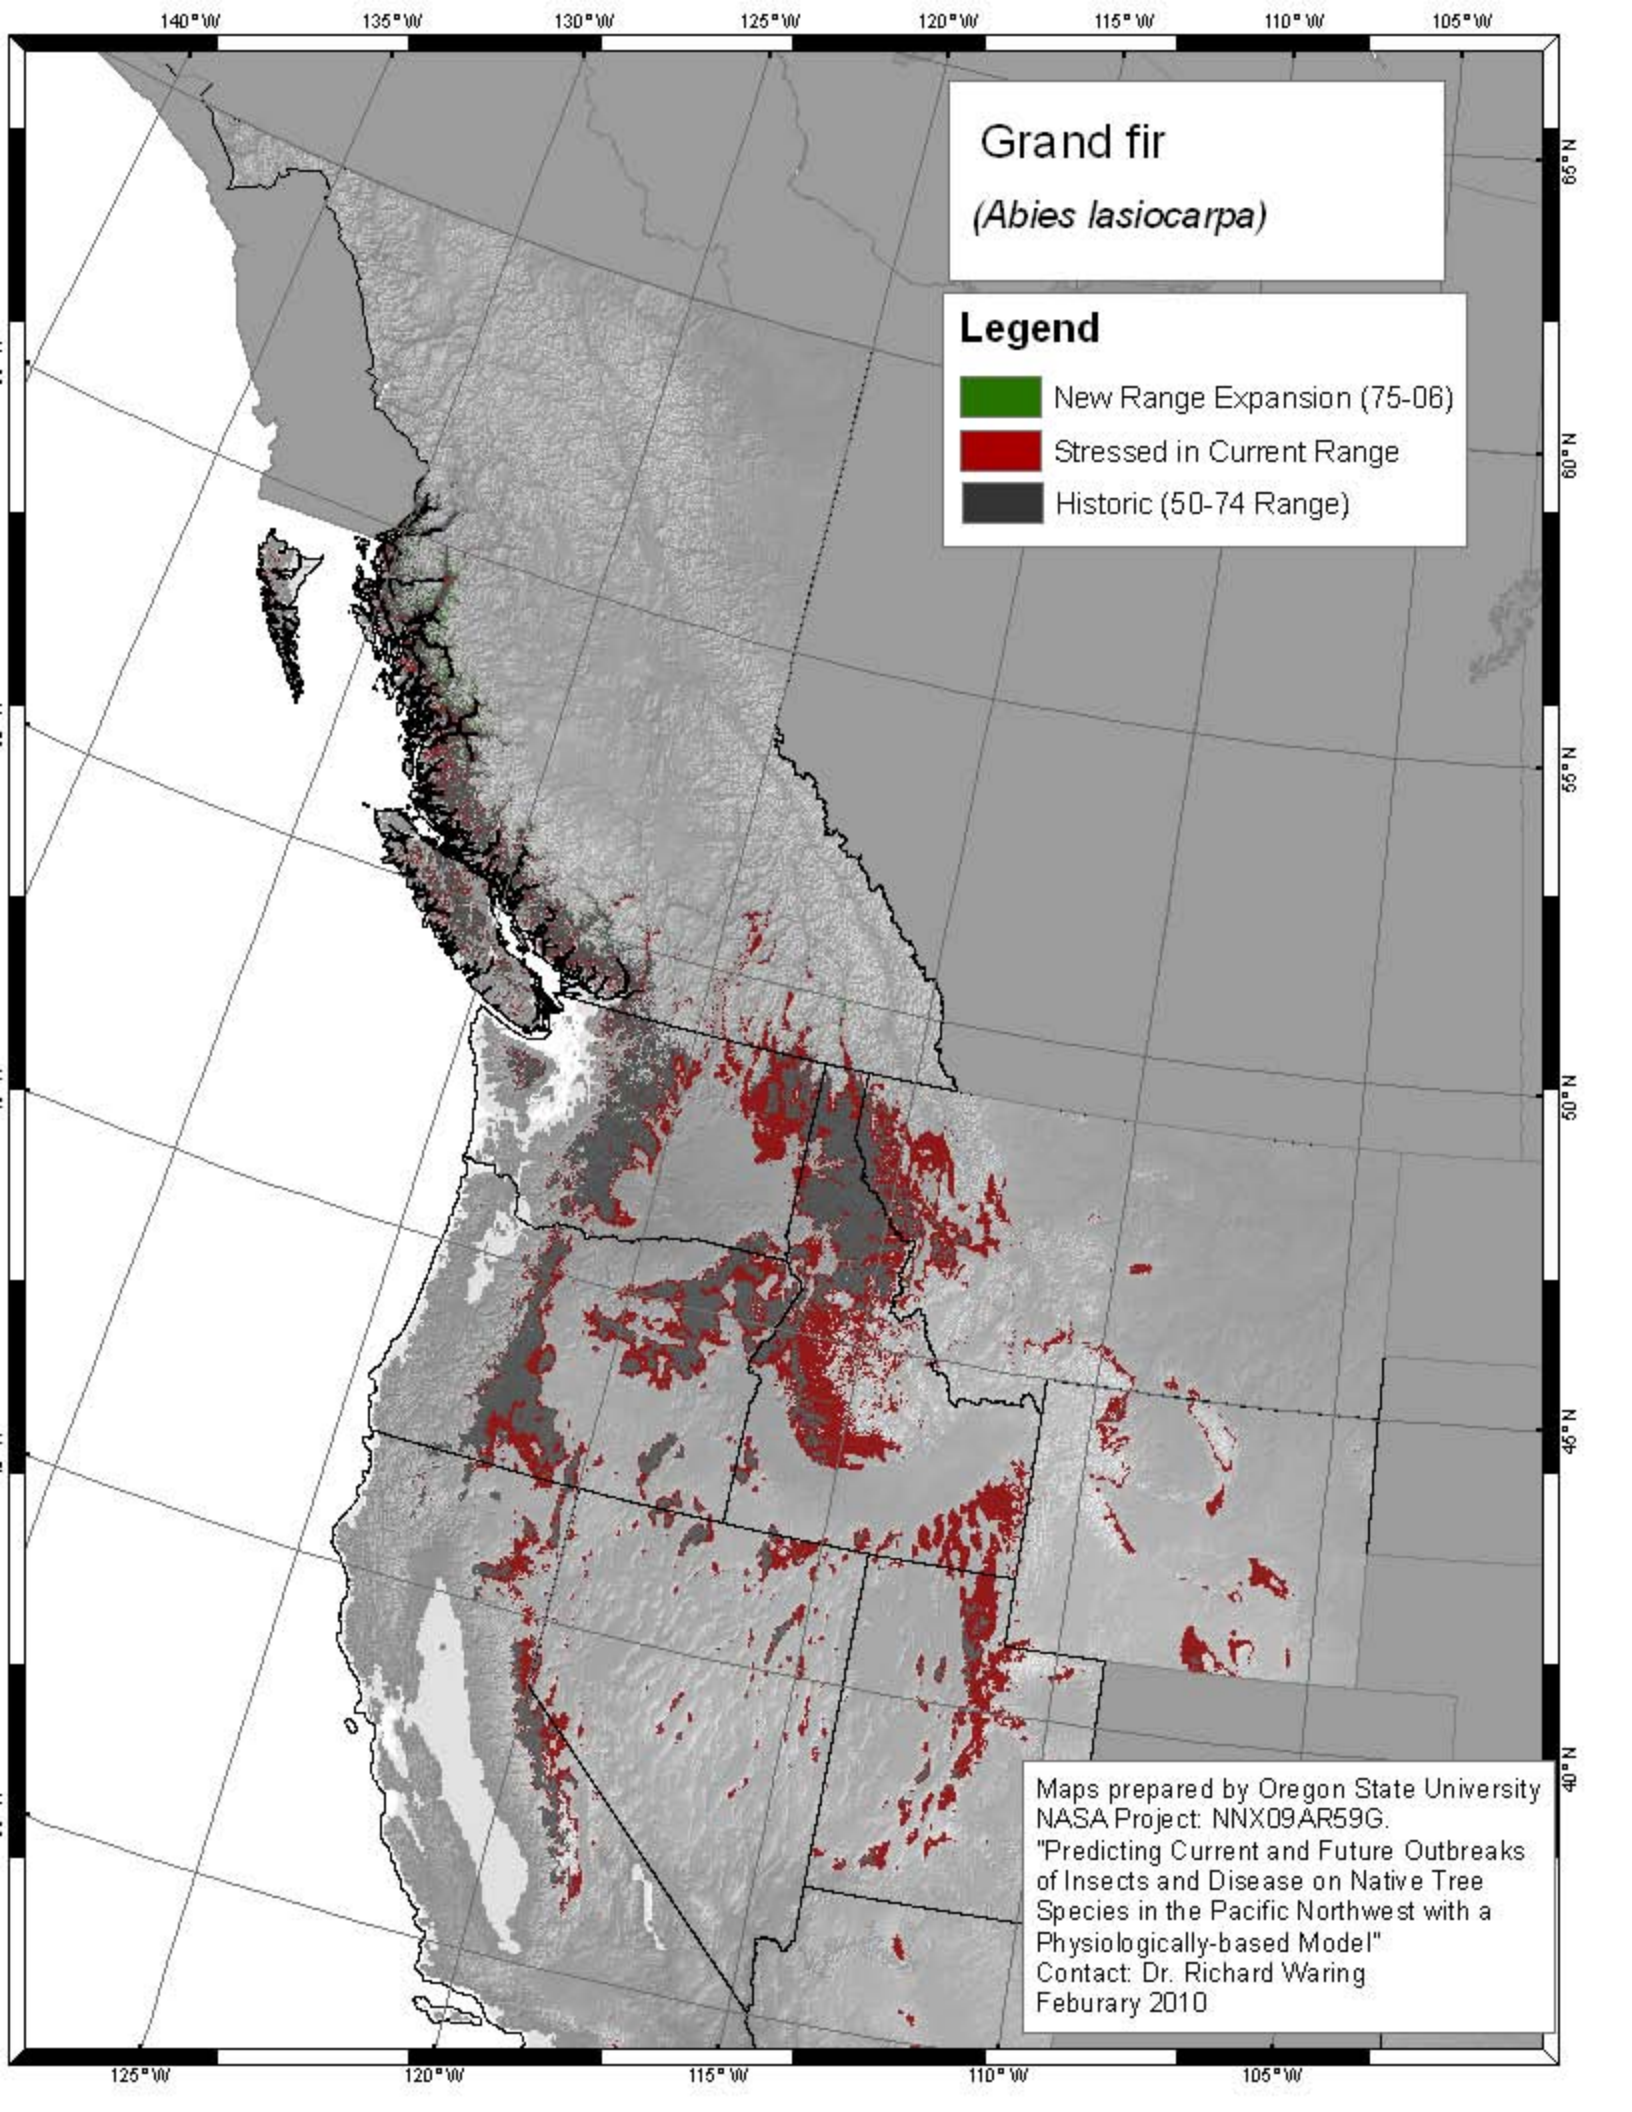 140°W 135°W 130°W 125°W 120°W 115°W 110°W 105°W
Grand fir
(Abies lasiocarpa)
Legend
New Range Expansion (75-06)
Stressed in Current Range
Historic (50-74 Range)
65°N
60°N
55°N
50°N
45°N
40°N
Maps prepared by Oregon State University
NASA Project: NNX09AR59G.
"Predicting Current and Future Outbreaks
of Insects and Disease on Native Tree
Species in the Pacific Northwest with a
Physiologically-based Model"
Contact: Dr. Richard Waring
Feburary 2010
125°W 120°W 115°W 110°W 105°W